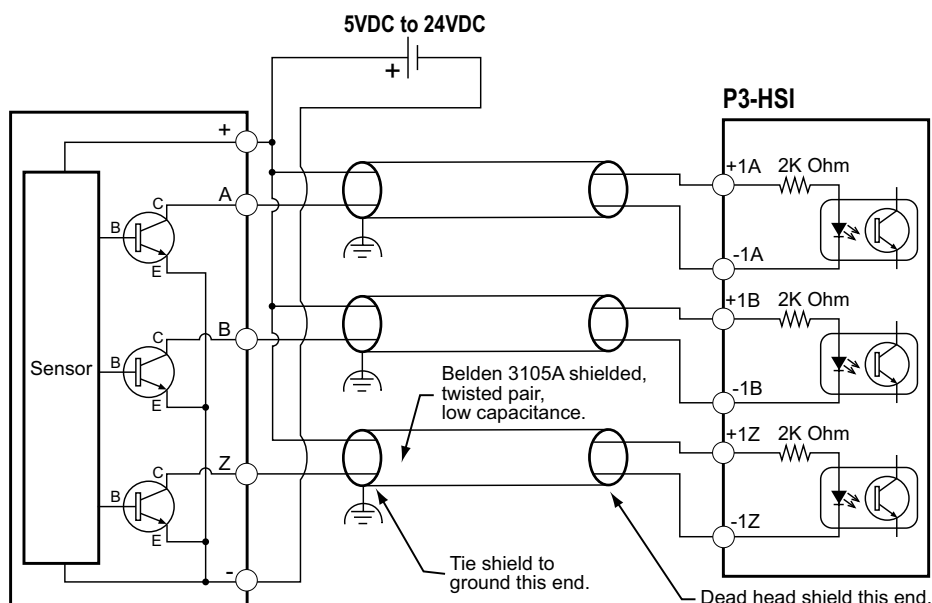 5VDC to 24VDC
+
P3-HSI
+
A
C
B
E
Sensor
B
C
B
E
Z
C
B
E
-
+1A 2K Ohm
-1A
+1B 2K Ohm
-1B
+1Z 2K Ohm
-1Z
Belden 3105A shielded,
twisted pair,
low capacitance.
Tie shield to
ground this end.
Dead head shield this end.